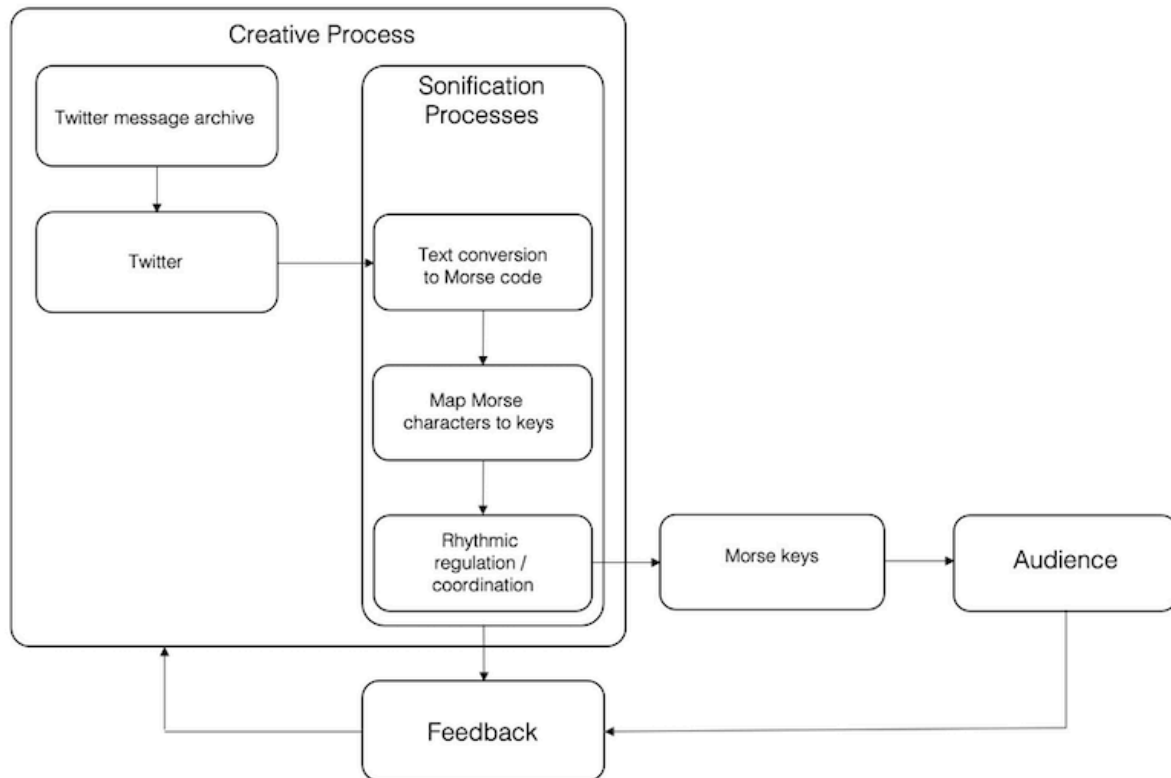 Creative Process
Twitter message archive
Twitter
Sonification
Processes
Text conversion
to Morse code
Map Morse
characters to keys
Rhythmic
regulation /
coordination
Morse keys
Audience
Feedback